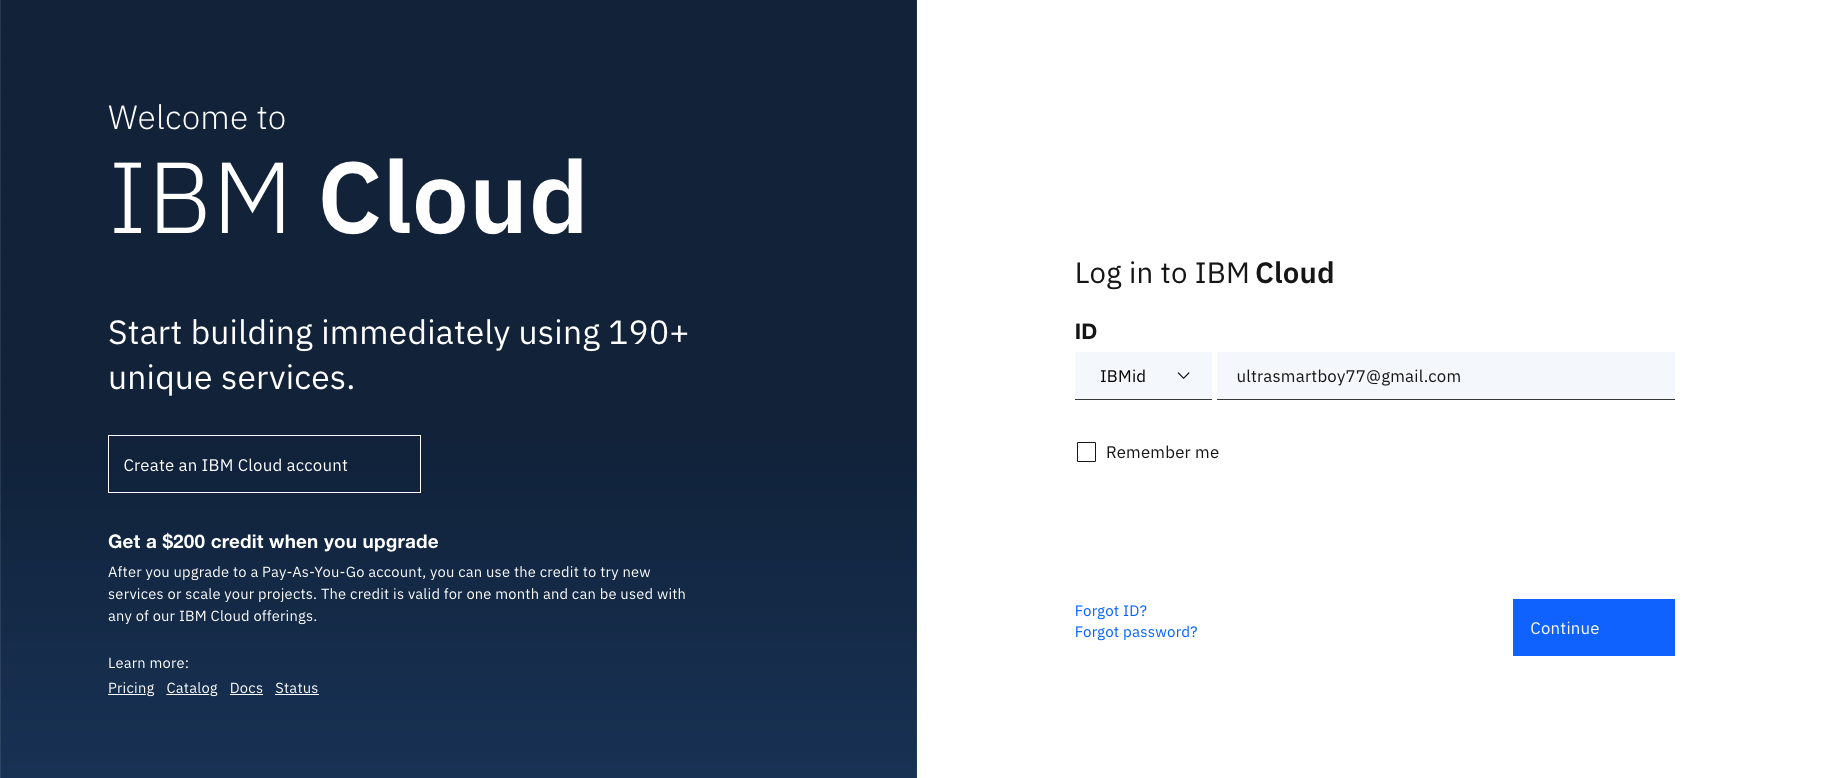 Welcome to
IBM Cloud
Start building immediately using 190+
unique services.
Create an IBM Cloud account
Get a $200 credit when you upgrade
After you upgrade to a Pay-As-You-Go account, you can use the credit to try new
services or scale your projects. The credit is valid for one month and can be used with
any of our IBM Cloud offerings.
Learn more:
Pricing Catalog Docs Status
Log in to IBM Cloud
ID
IBMid ultrasmartboy77@gmail.com
Remember me
Forgot ID?
Forgot password?
Continue